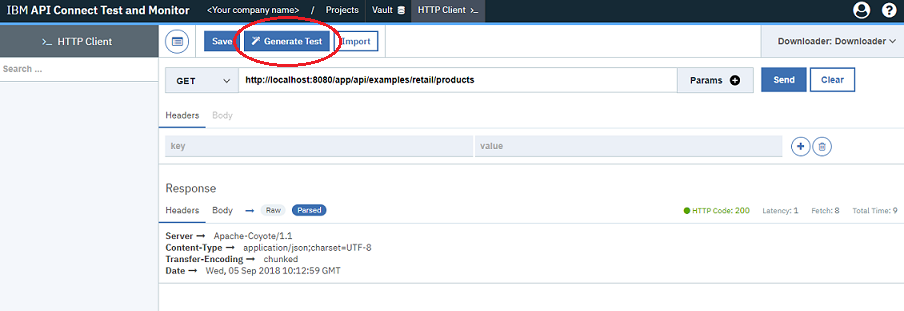 IBM API Connect Test and Monitor <Your company name> / Projects Vault HTTP Client >_ ?
>_ HTTP Client Save Generate Test Import Downloader: Downloader
Search ...
GET http://localhost:8080/app/api/examples/retail/products Params Send Clear
Headers Body
key value
Response
Headers Body → Raw Parsed HTTP Code: 200 Latency: 1 Fetch: 8 Total Time: 9
Server → Apache-Coyote/1.1
Content-Type → application/json;charset=UTF-8
Transfer-Encoding → chunked
Date → Wed, 05 Sep 2018 10:12:59 GMT